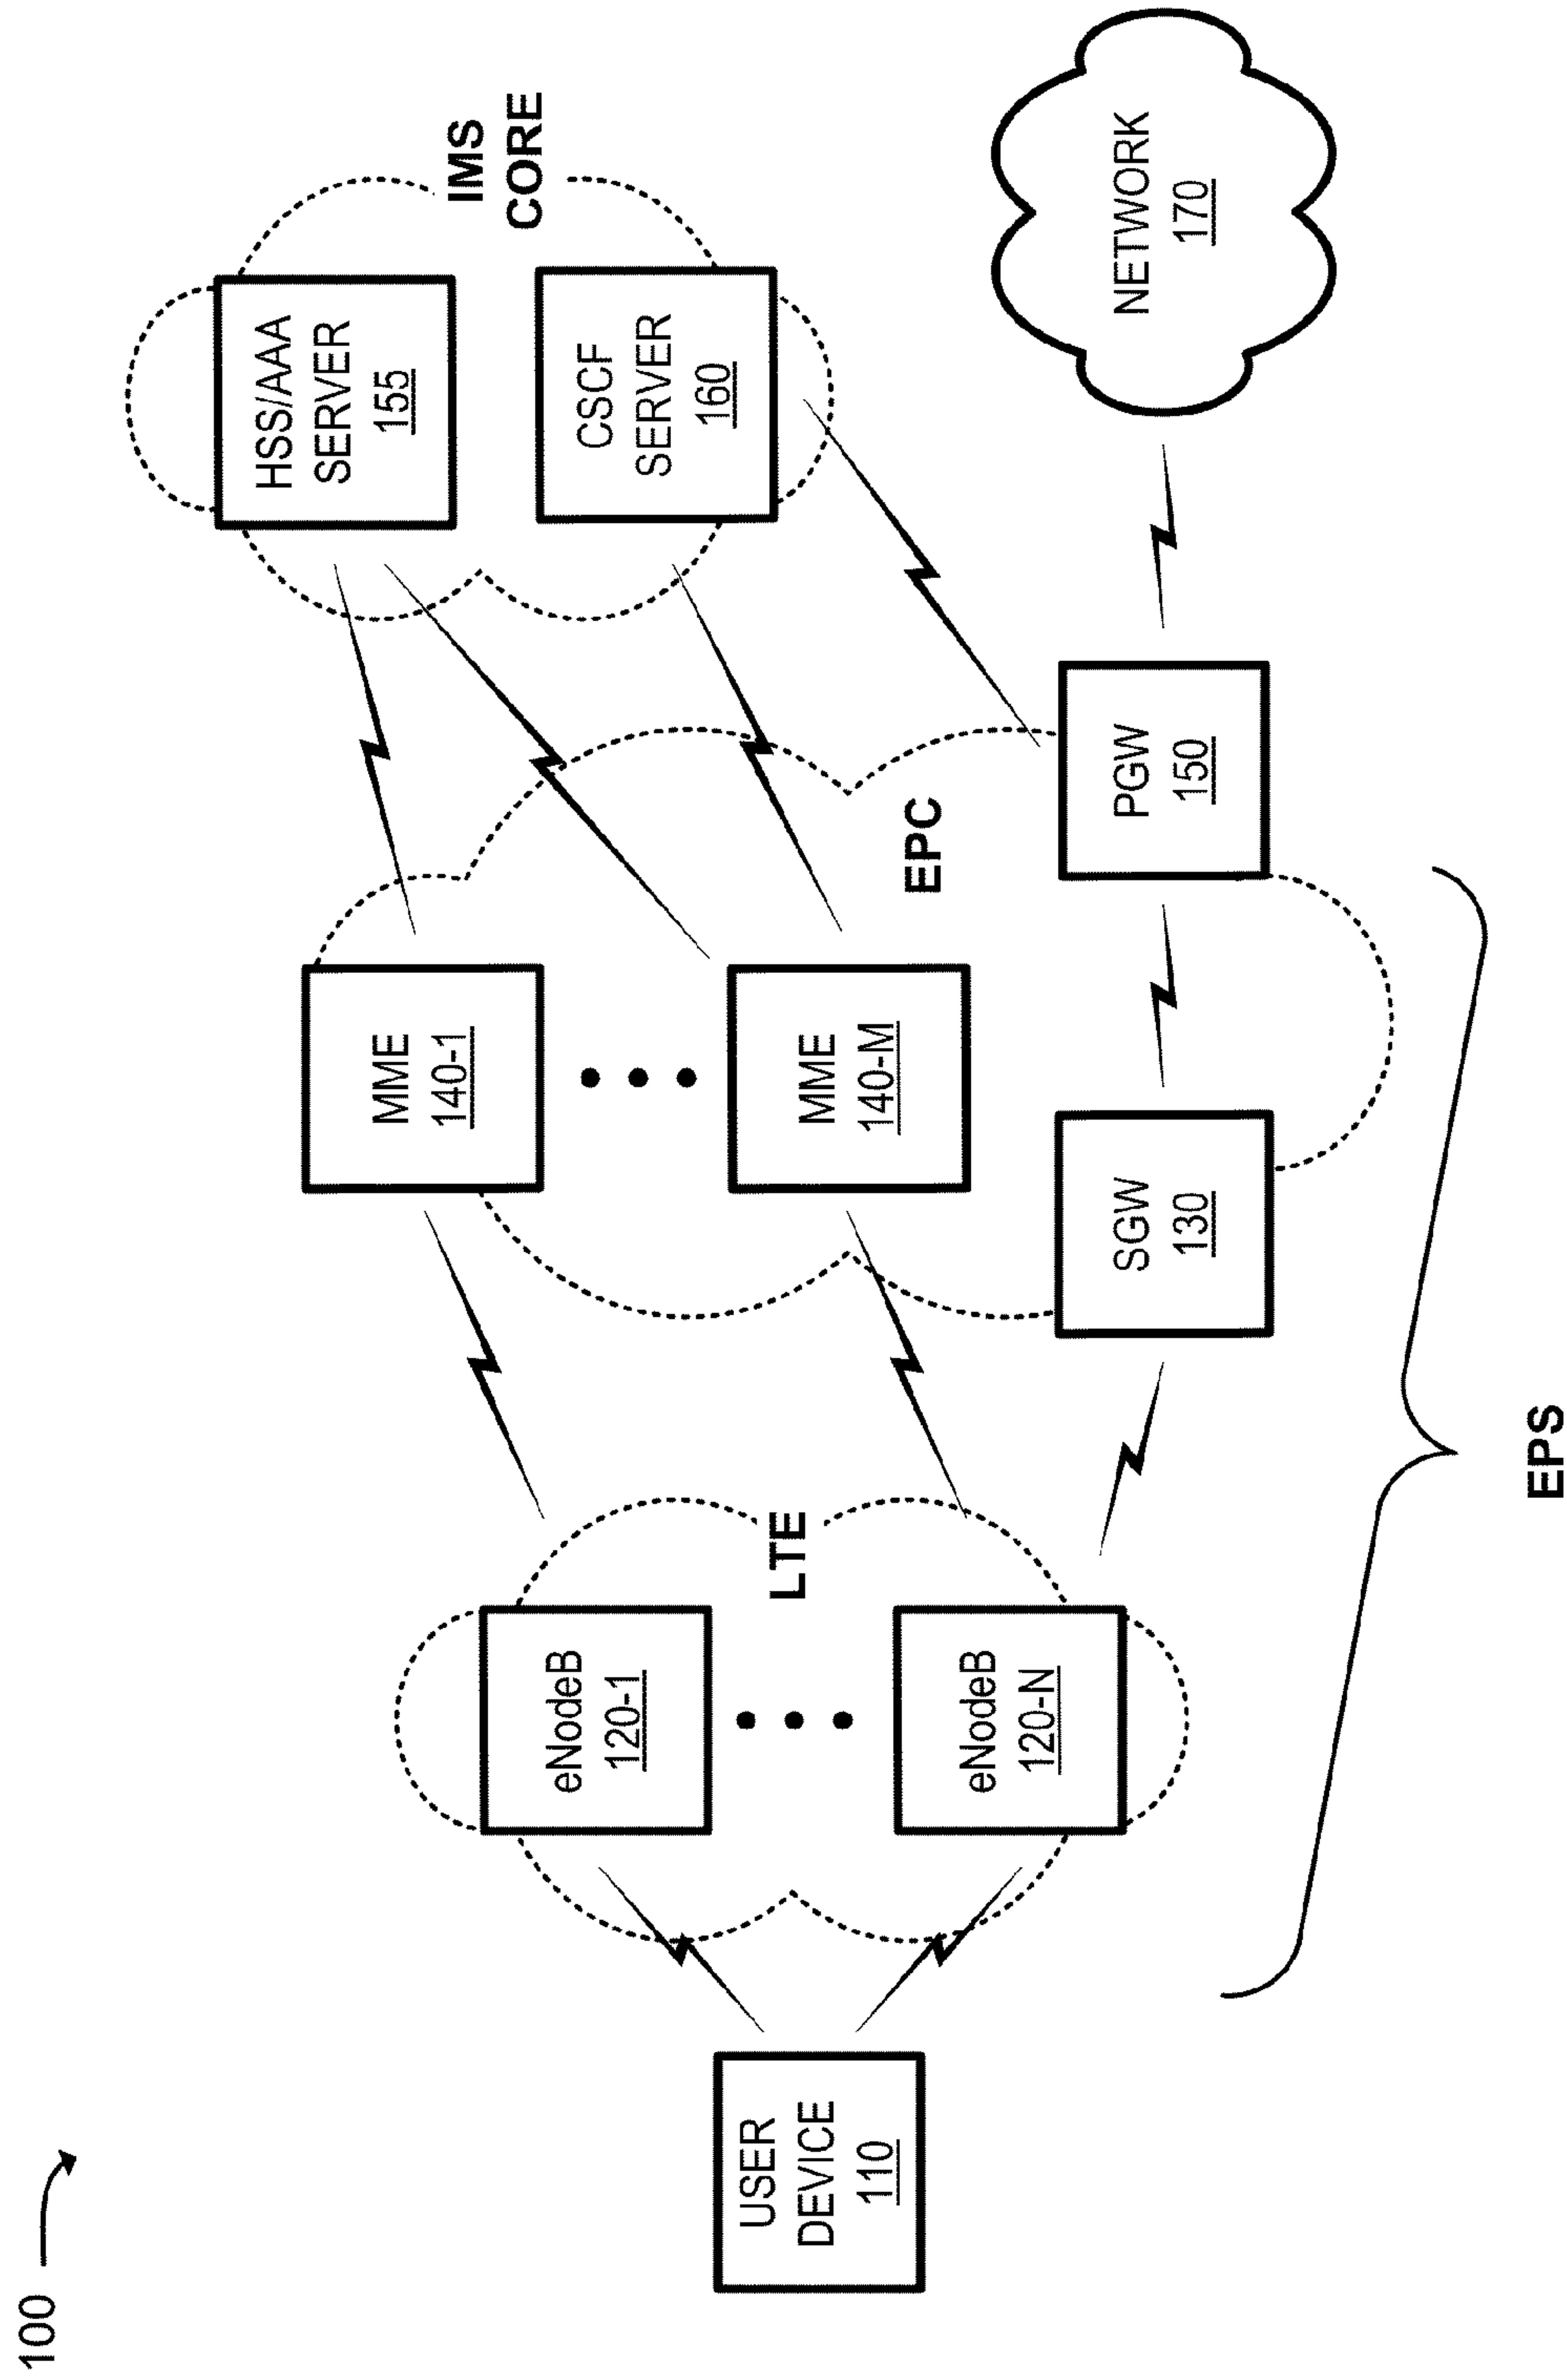 100
HSS/AAA
SERVER
155
IMS
CORE
CSCF
SERVER
160
MME
140-1
MME
140-M
EPC
eNodeB
120-1
LTE
eNodeB
120-N
USER
DEVICE
110
SGW
130
PGW
150
NETWORK
170
EPS